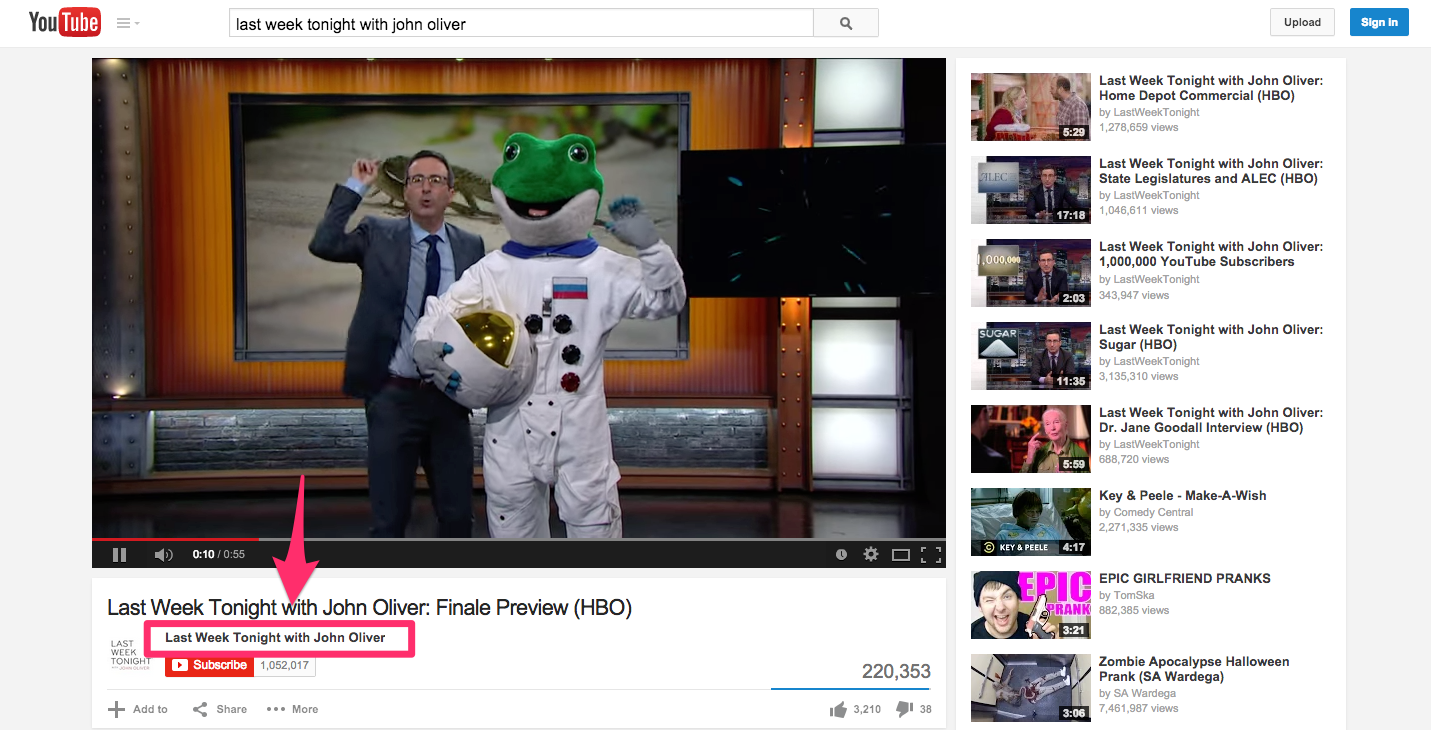 YouTube
last week tonight with john oliver
Upload
Sign in
0:10 / 0:55
Last Week Tonight with John Oliver: Finale Preview (HBO)
LAST
WEEK
TONIGHT
WITH JOHN OLIVER
Last Week Tonight with John Oliver
Subscribe
1,052,017
220,353
Add to
Share
More
3,210
38
5:29
Last Week Tonight with John Oliver:
Home Depot Commercial (HBO)
by LastWeekTonight
1,278,659 views
ALEC
17:18
Last Week Tonight with John Oliver:
State Legislatures and ALEC (HBO)
by LastWeekTonight
1,046,611 views
1,000,000
2:03
Last Week Tonight with John Oliver:
1,000,000 YouTube Subscribers
by LastWeekTonight
343,947 views
SUGAR
11:35
Last Week Tonight with John Oliver:
Sugar (HBO)
by LastWeekTonight
3,135,310 views
5:59
Last Week Tonight with John Oliver:
Dr. Jane Goodall Interview (HBO)
by LastWeekTonight
688,720 views
KEY & PEELE
4:17
Key & Peele - Make-A-Wish
by Comedy Central
2,271,335 views
EPIC
PRANK
3:21
EPIC GIRLFRIEND PRANKS
by TomSka
882,385 views
3:06
Zombie Apocalypse Halloween
Prank (SA Wardega)
by SA Wardega
7,461,987 views